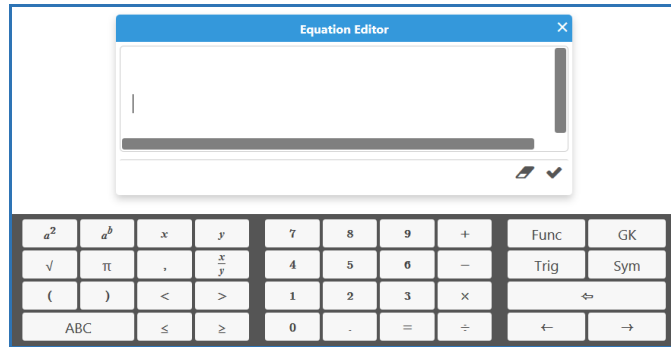 Equation Editor ×
a² aᵇ x y 7 8 9 + Func GK
√ π , x/y 4 5 6 − Trig Sym
( ) < > 1 2 3 × ⇦
ABC ≤ ≥ 0 . = ÷ ← →